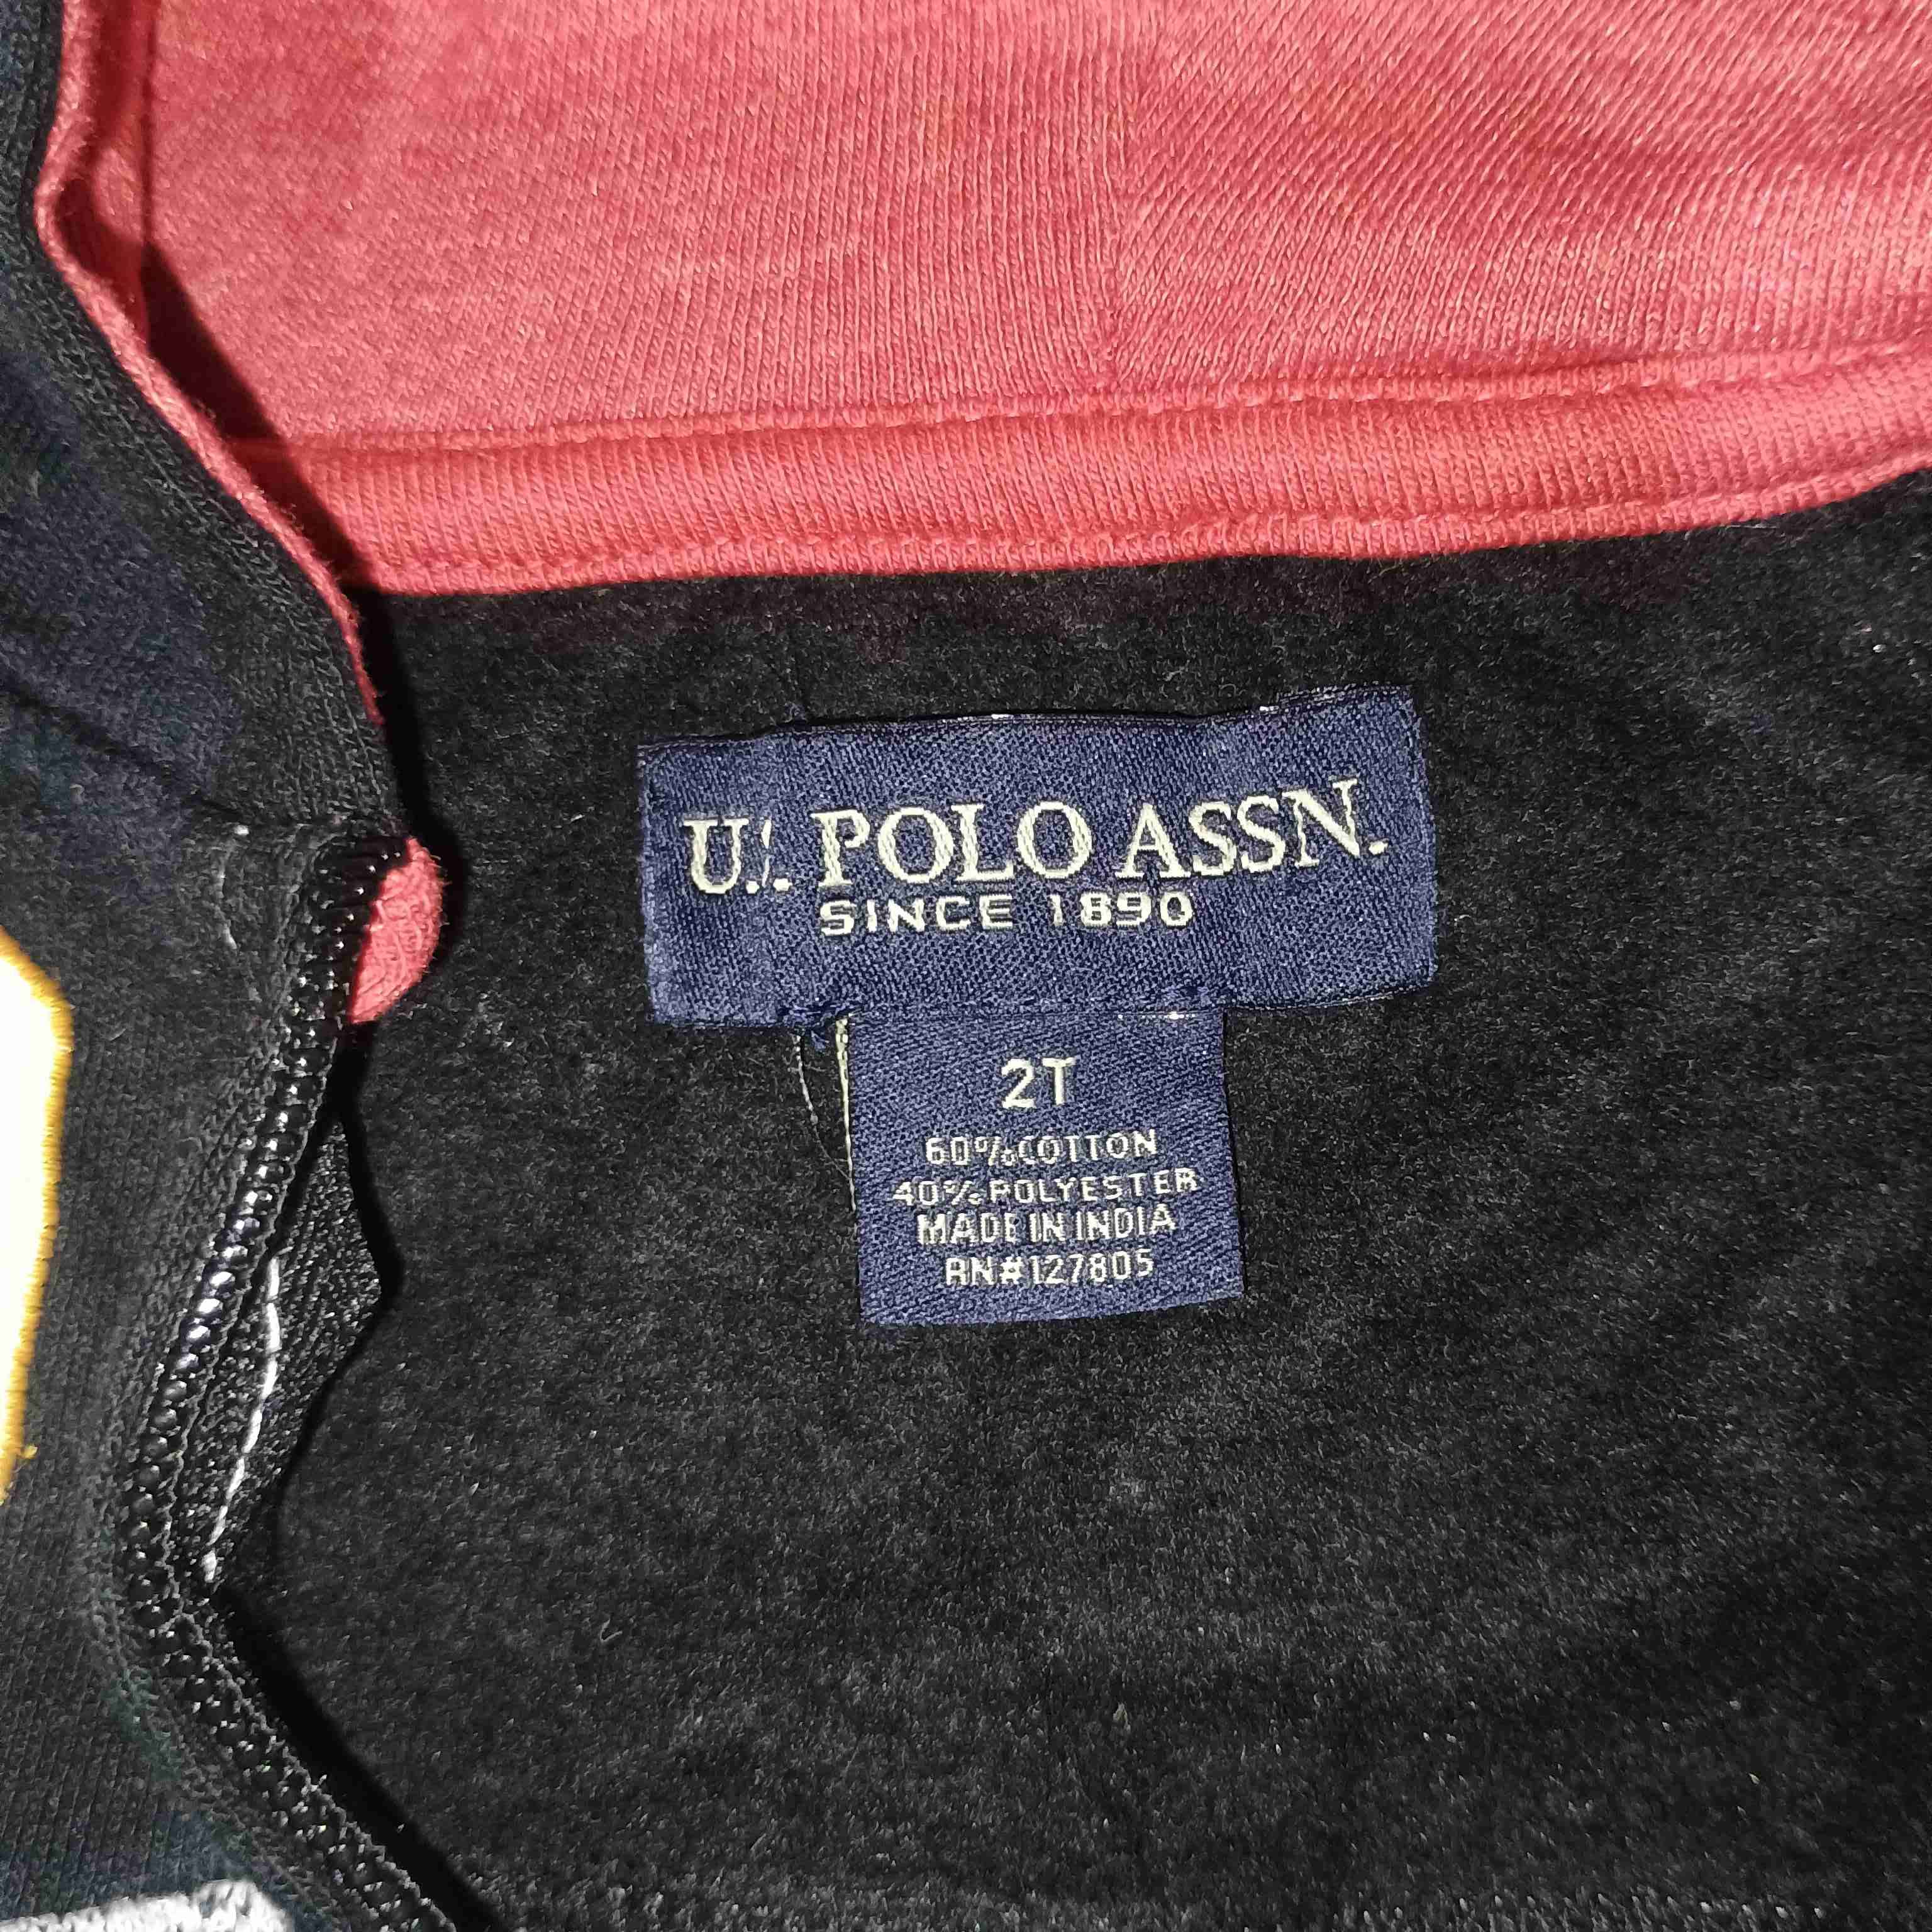 U.. POLO ASSN.
SINCE 1890
2T
60%COTTON
40%POLYESTER
MADE IN INDIA
RN#127805